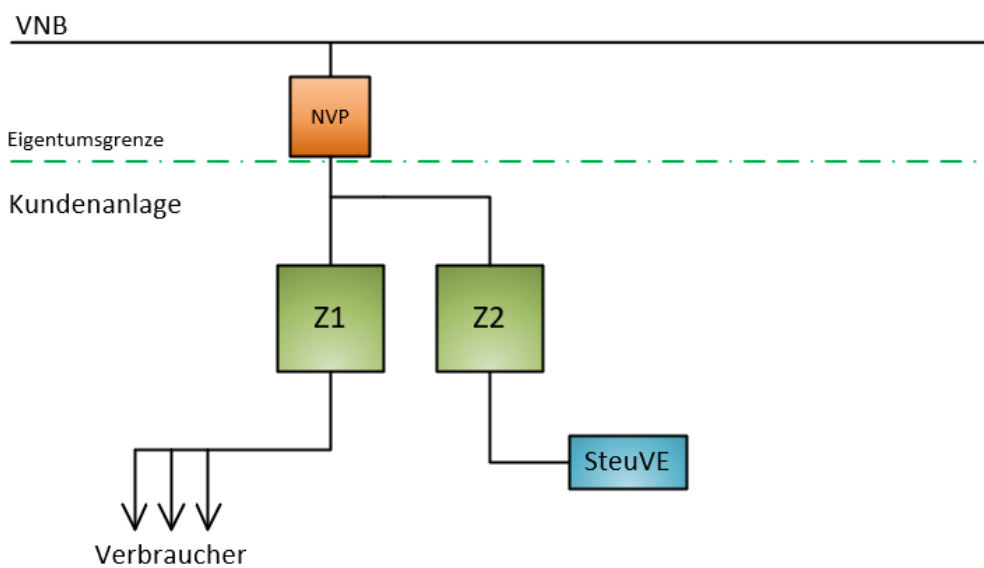 VNB
NVP
Eigentumsgrenze
Kundenanlage
Z1
Z2
SteuVE
Verbraucher